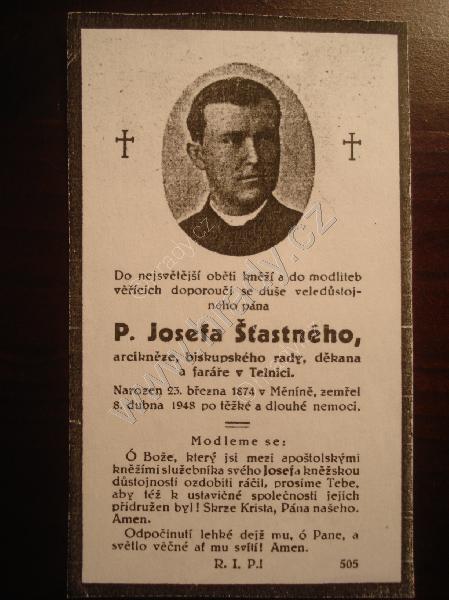 Do nejsvětější oběti kněží a do modliteb
věřících doporoučí se duše veledůstoj-
ného pána
P. Josefa Šťastného,
arcikněze, biskupského rady, děkana
a faráře v Telnici.
Narozen 23. března 1874 v Měníně, zemřel
8. dubna 1948 po těžké a dlouhé nemoci.
Modleme se:
Ó Bože, který jsi mezi apoštolskými
kněžími služebníka svého Josefa kněžskou
důstojností ozdobiti ráčil, prosíme Tebe,
aby též k ustavičné společnosti jejich
přidružen byl! Skrze Krista, Pána našeho.
Amen.
Odpočinutí lehké dejž mu, ó Pane, a
světlo věčné ať mu svítí! Amen.
R. I. P.! 505
www.hrady.cz